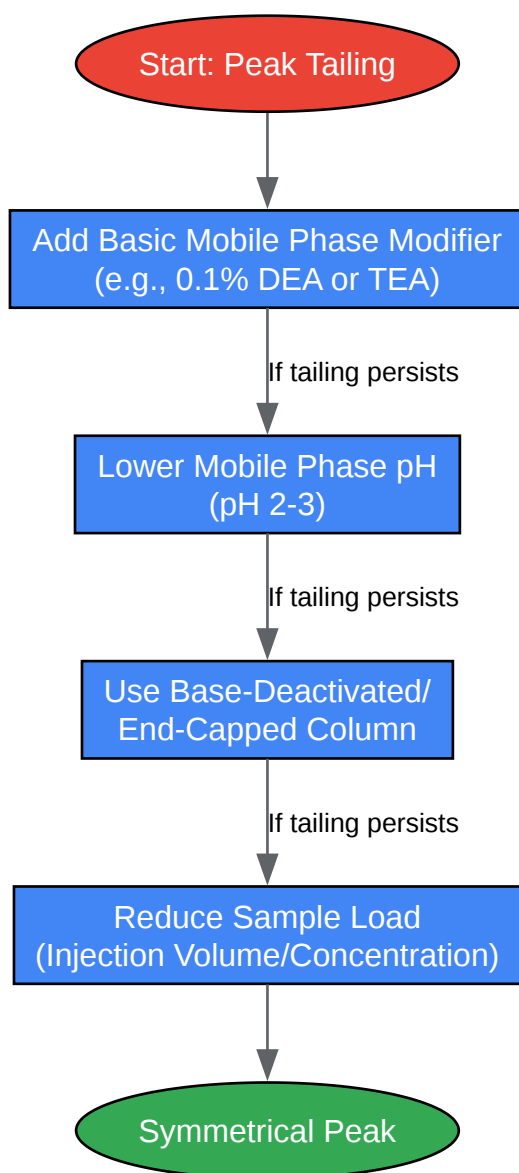 Start: Peak Tailing
Add Basic Mobile Phase Modifier
(e.g., 0.1% DEA or TEA)
If tailing persists
Lower Mobile Phase pH
(pH 2-3)
If tailing persists
Use Base-Deactivated/
End-Capped Column
If tailing persists
Reduce Sample Load
(Injection Volume/Concentration)
Symmetrical Peak